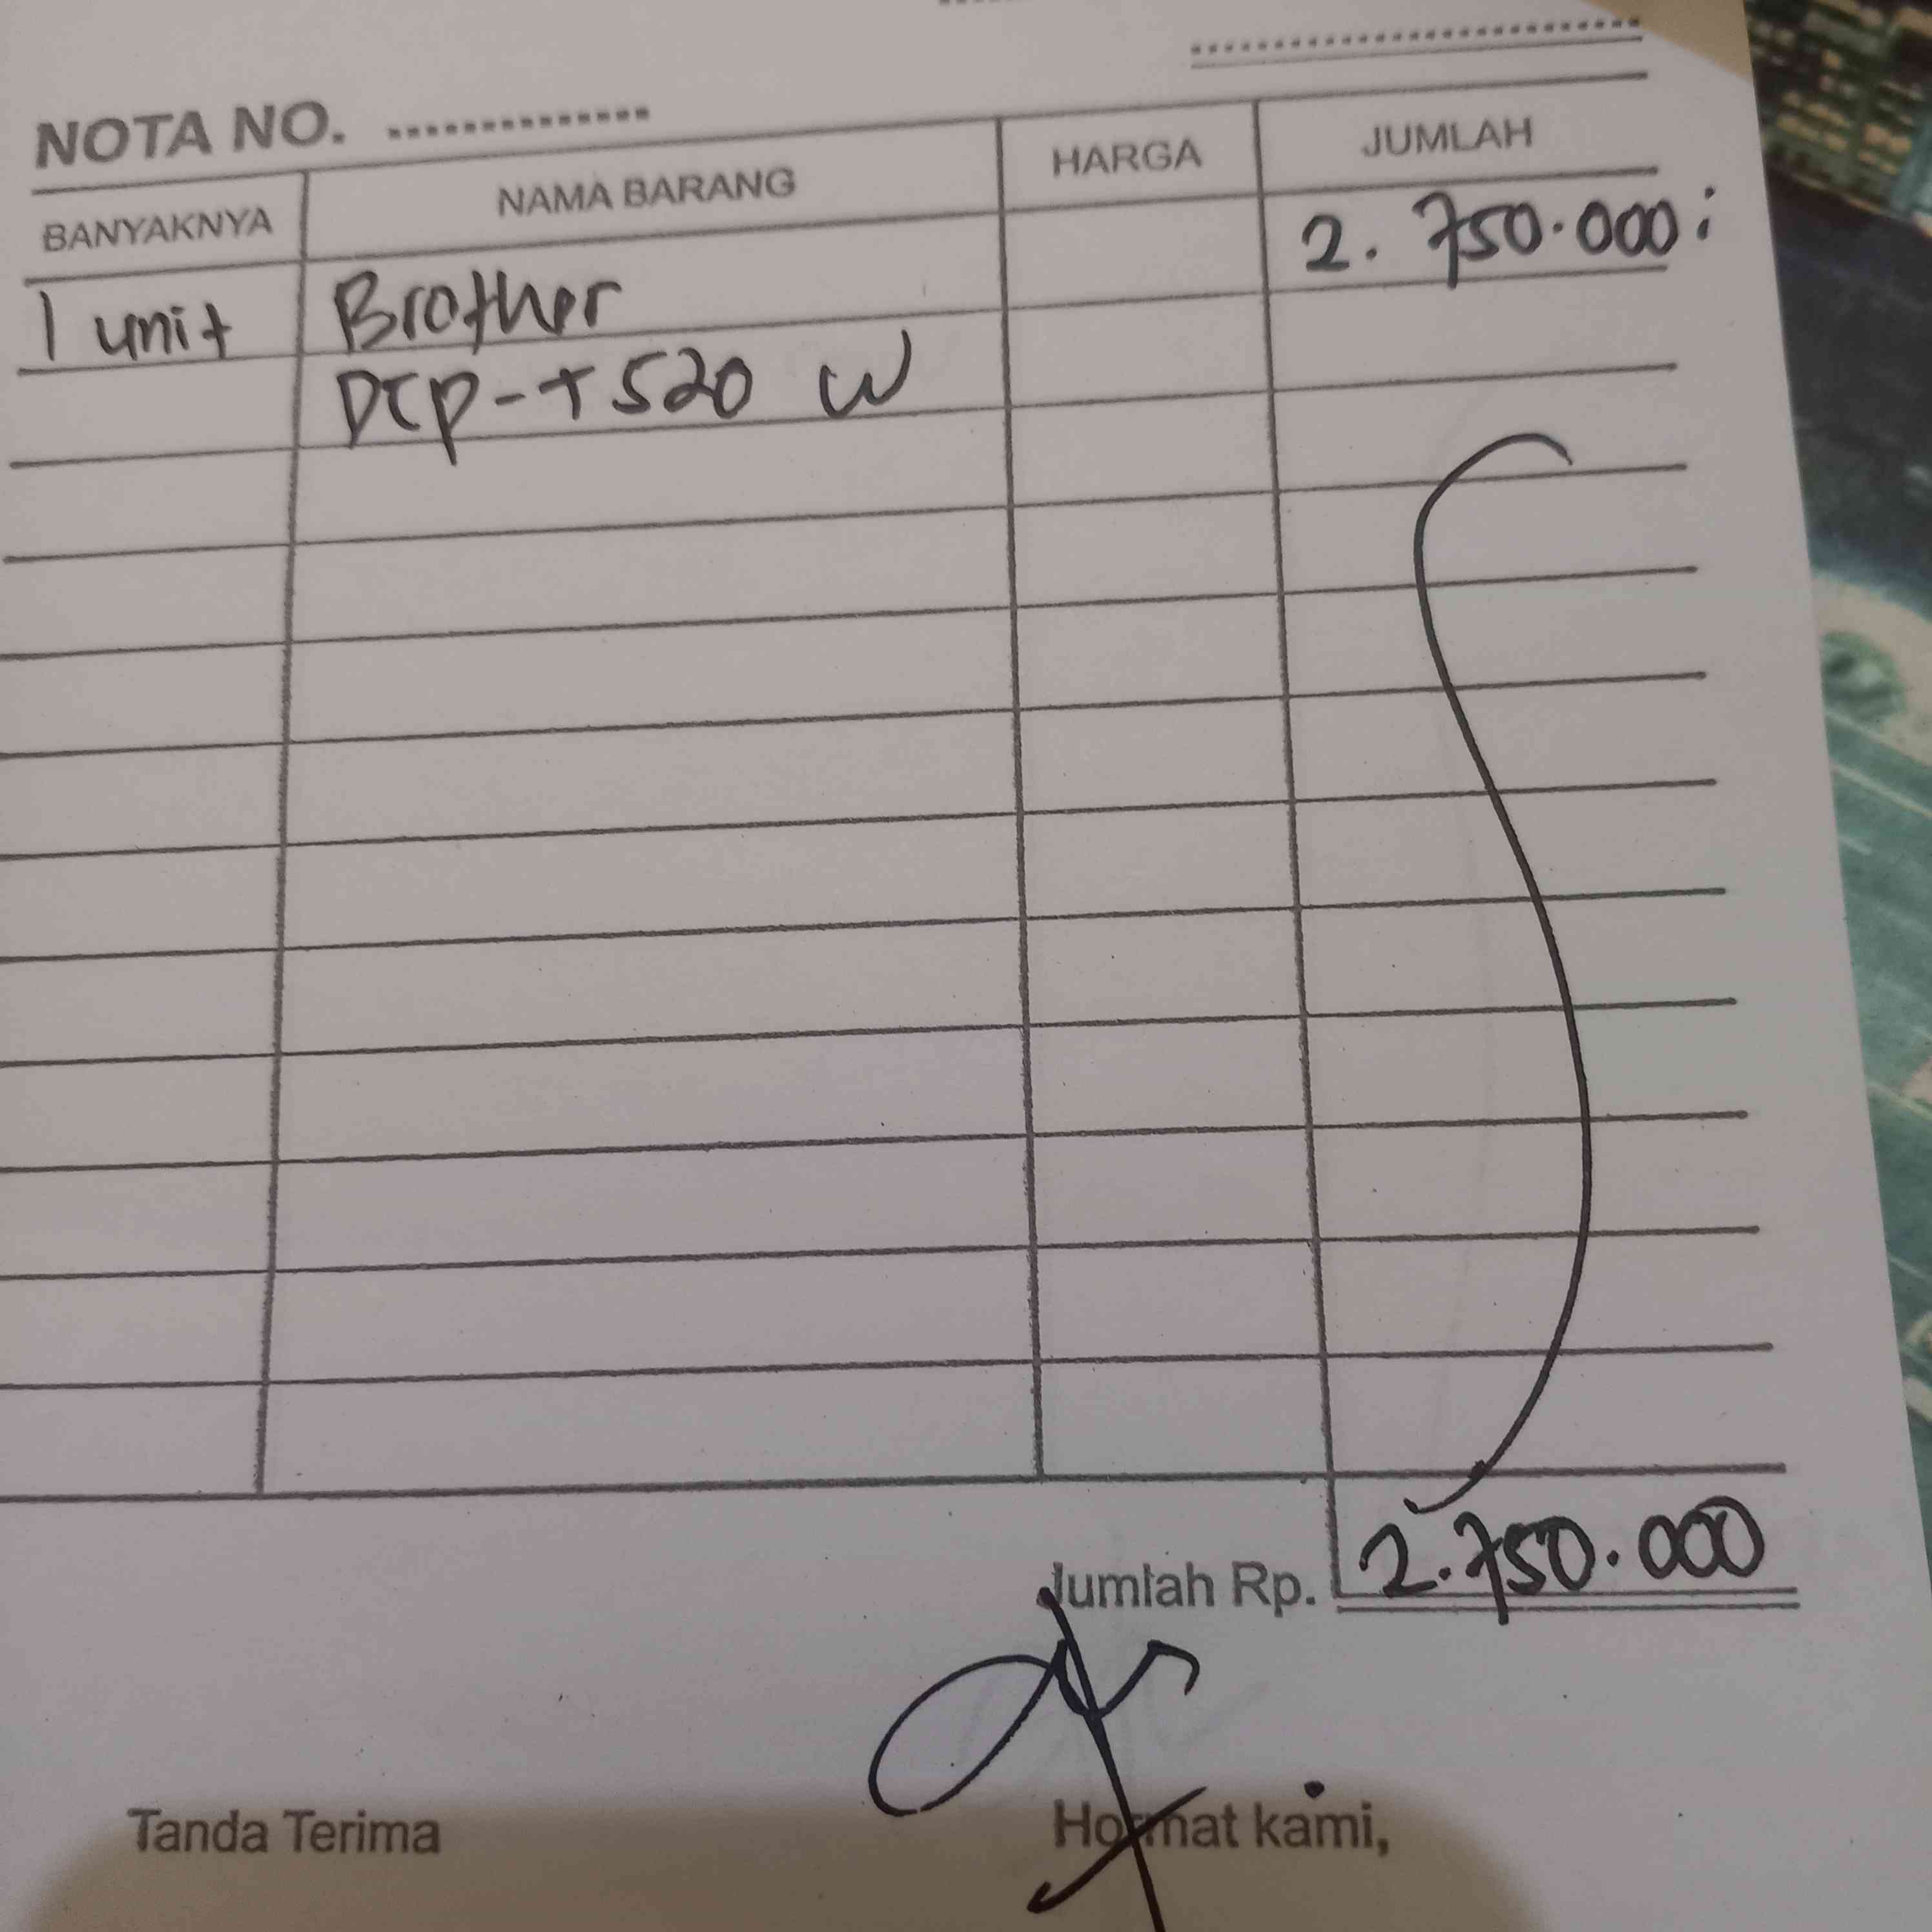 NOTA NO. ...............
BANYAKNYA NAMA BARANG HARGA JUMLAH
1 unit Brother 2. 750.000;
DCP-T520 W
Jumlah Rp. 2.750.000
Tanda Terima Hormat kami,